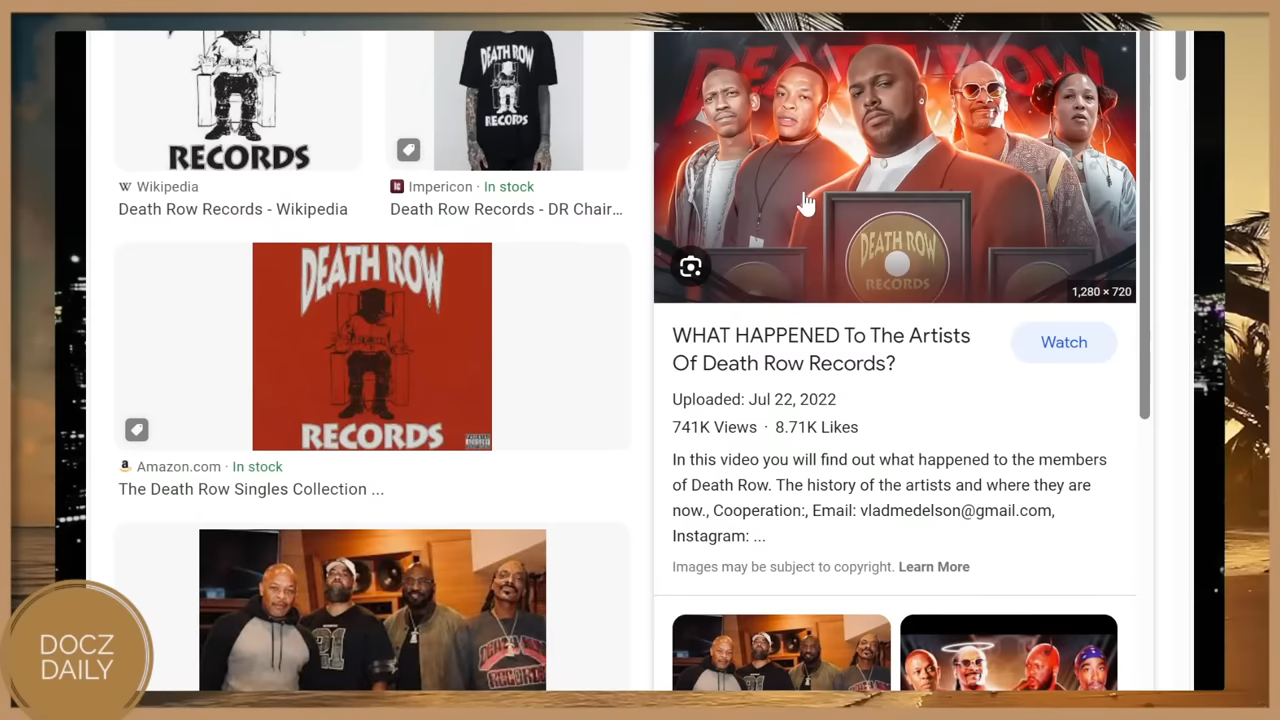 RECORDS
DEATH ROW
RECORDS
W Wikipedia
Death Row Records - Wikipedia
Impericon · In stock
Death Row Records - DR Chair...
DEATH ROW
RECORDS
a Amazon.com · In stock
The Death Row Singles Collection ...
DEATH ROW
DEATH ROW
RECORDS
1,280 × 720
WHAT HAPPENED To The Artists
Of Death Row Records?
Watch
Uploaded: Jul 22, 2022
741K Views · 8.71K Likes
In this video you will find out what happened to the members
of Death Row. The history of the artists and where they are
now., Cooperation:, Email: vladmedelson@gmail.com,
Instagram: ...
Images may be subject to copyright. Learn More
DOCZ
DAILY